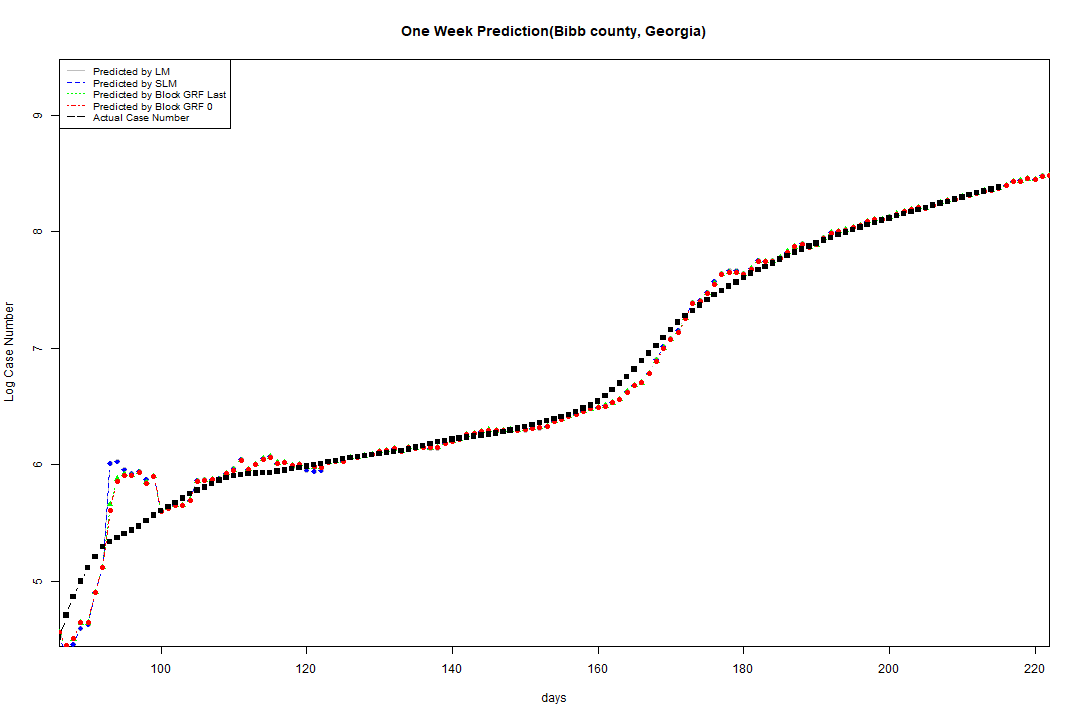 One Week Prediction(Bibb county, Georgia)
Predicted by LM
Predicted by SLM
Predicted by Block GRF Last
Predicted by Block GRF 0
Actual Case Number
9
8
7
6
5
Log Case Number
100 120 140 160 180 200 220
days